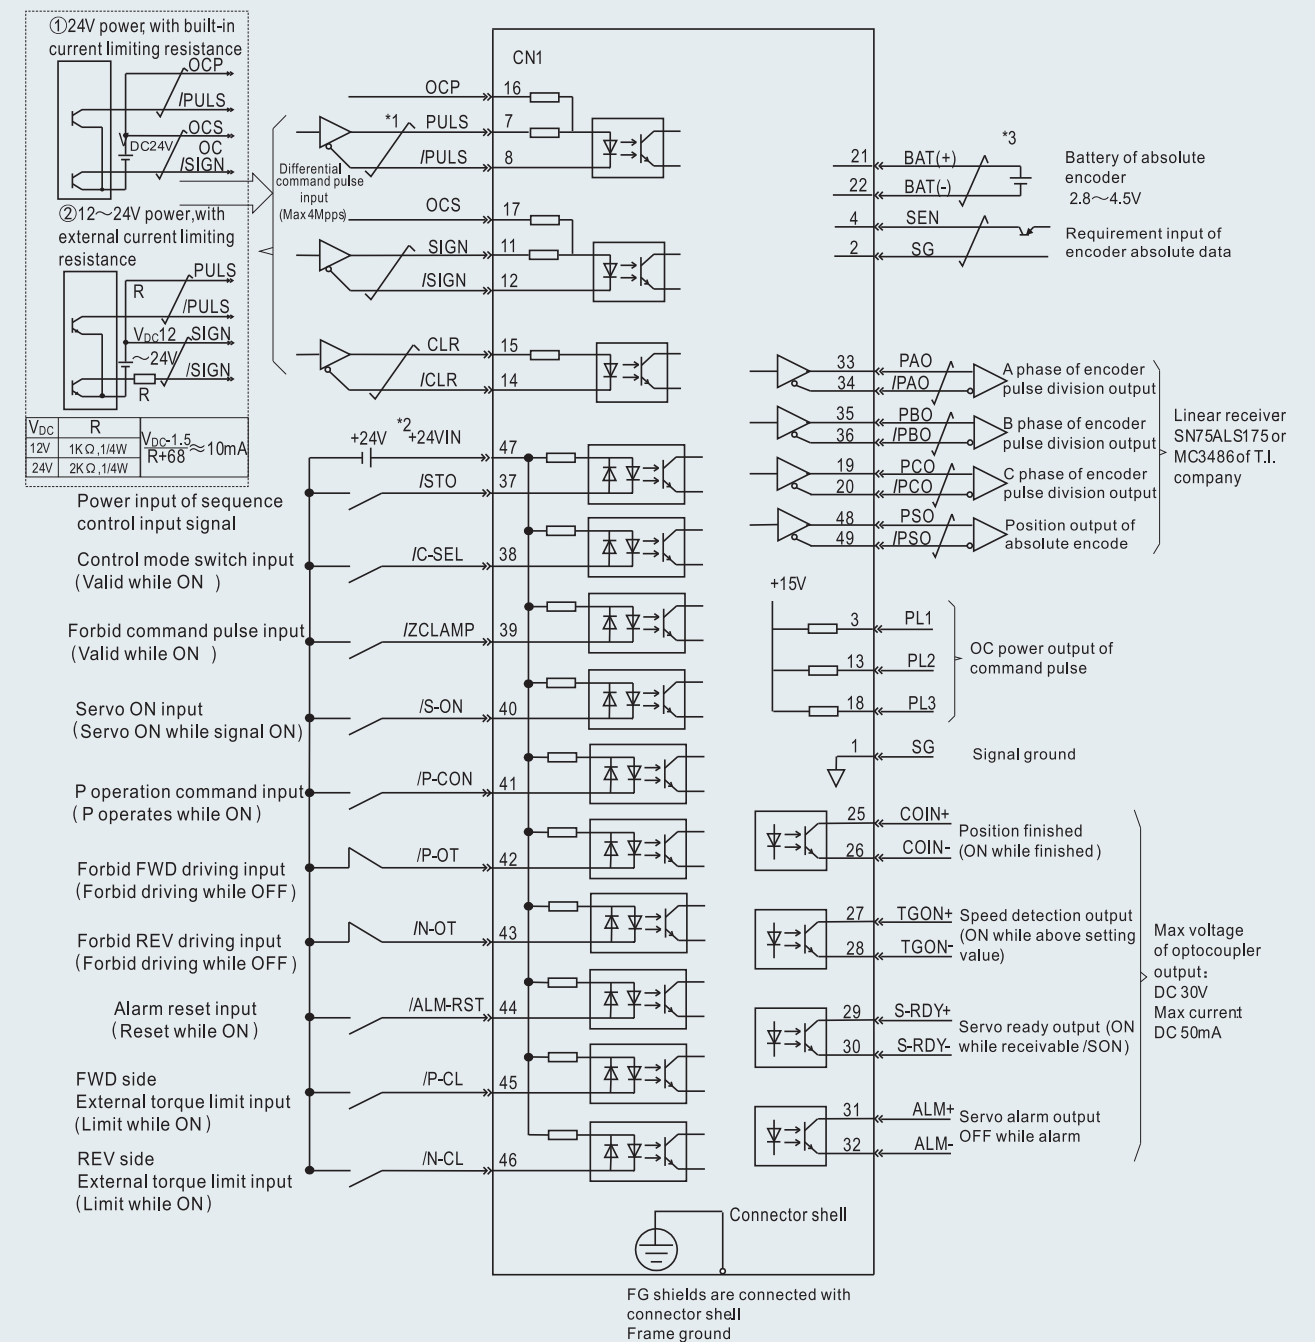 ①24V power, with built-in
current limiting resistance
OCP
/PULS
OCS
V
DC24V
OC
/SIGN
②12～24V power,with
external current limiting
resistance
PULS
R
/PULS
VDC12
SIGN
～24V
/SIGN
R
VDC R
12V 1KΩ,1/4W
24V 2KΩ,1/4W
VDC-1.5
R+68
≈10mA
Differential
command pulse
input
(Max4Mpps)
CN1
OCP 16
*1 PULS 7
/PULS 8
OCS 17
SIGN 11
/SIGN 12
CLR 15
/CLR 14
+24V *2 +24VIN 47
/STO 37
Power input of sequence
control input signal
/C-SEL 38
Control mode switch input
(Valid while ON )
/ZCLAMP 39
Forbid command pulse input
(Valid while ON )
/S-ON 40
Servo ON input
(Servo ON while signal ON)
/P-CON 41
P operation command input
( P operates while ON)
/P-OT 42
Forbid FWD driving input
(Forbid driving while OFF)
/N-OT 43
Forbid REV driving input
(Forbid driving while OFF)
/ALM-RST 44
Alarm reset input
(Reset while ON)
/P-CL 45
FWD side
External torque limit input
(Limit while ON)
/N-CL 46
REV side
External torque limit input
(Limit while ON)
*3
21 BAT(+)
22 BAT(-)
Battery of absolute
encoder
2.8～4.5V
4 SEN
2 SG
Requirement input of
encoder absolute data
33 PAO
34 /PAO
A phase of encoder
pulse division output
35 PBO
36 /PBO
B phase of encoder
pulse division output
19 PCO
20 /PCO
C phase of encoder
pulse division output
48 PSO
49 /PSO
Position output of
absolute encode
Linear receiver
SN75ALS175 or
MC3486of T.I.
company
+15V
3 PL1
13 PL2
18 PL3
OC power output of
command pulse
1 SG Signal ground
25 COIN+
26 COIN-
Position finished
(ON while finished)
27 TGON+
28 TGON-
Speed detection output
(ON while above setting
value)
29 S-RDY+
30 S-RDY-
Servo ready output (ON
while receivable /SON)
31 ALM+
32 ALM-
Servo alarm output
OFF while alarm
Max voltage
of optocoupler
output:
DC 30V
Max current
DC 50mA
Connector shell
FG shields are connected with
connector shell
Frame ground